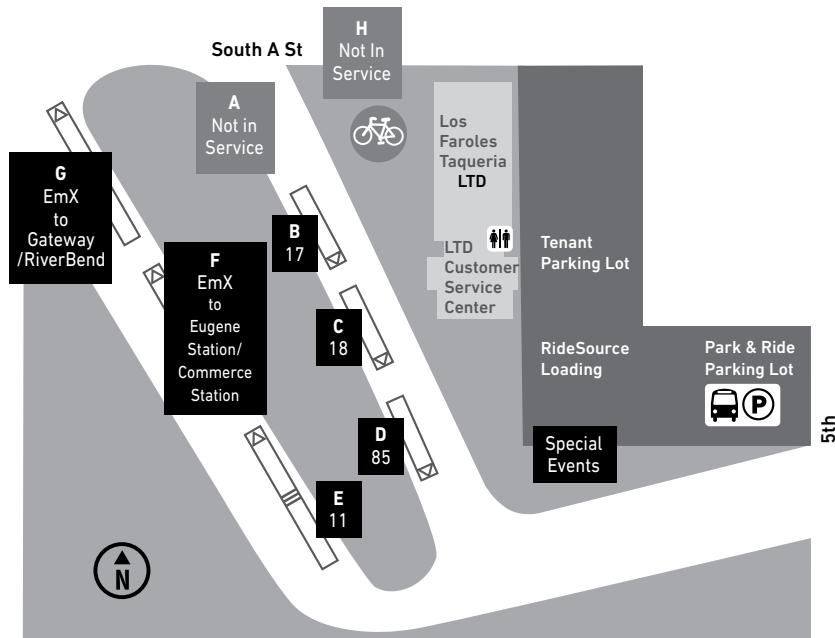 South A St
H
Not In
Service
A
Not in
Service
Los
Faroles
Taqueria
LTD
G
EmX
to
Gateway
/RiverBend
B
17
F
EmX
to
Eugene
Station/
Commerce
Station
LTD
Customer
Service
Center
Tenant
Parking Lot
C
18
RideSource
Loading
Park & Ride
Parking Lot
P
5th
D
85
Special
Events
E
11
N